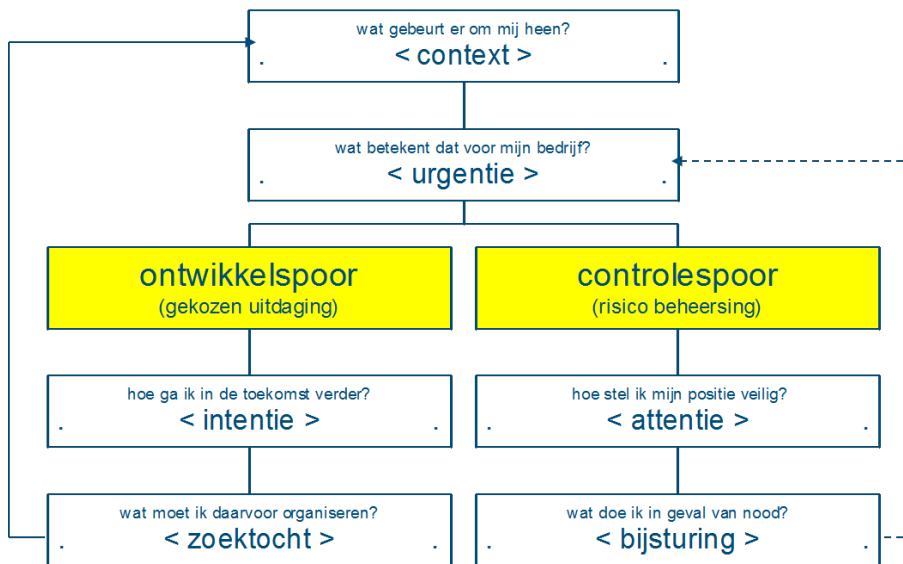 wat gebeurt er om mij heen?
. < context > .
wat betekent dat voor mijn bedrijf?
. < urgentie > .
ontwikkelspoor
(gekozen uitdaging)
controlespoor
(risico beheersing)
hoe ga ik in de toekomst verder?
. < intentie > .
hoe stel ik mijn positie veilig?
. < attentie > .
wat moet ik daarvoor organiseren?
. < zoektocht > .
wat doe ik in geval van nood?
. < bijsturing > .